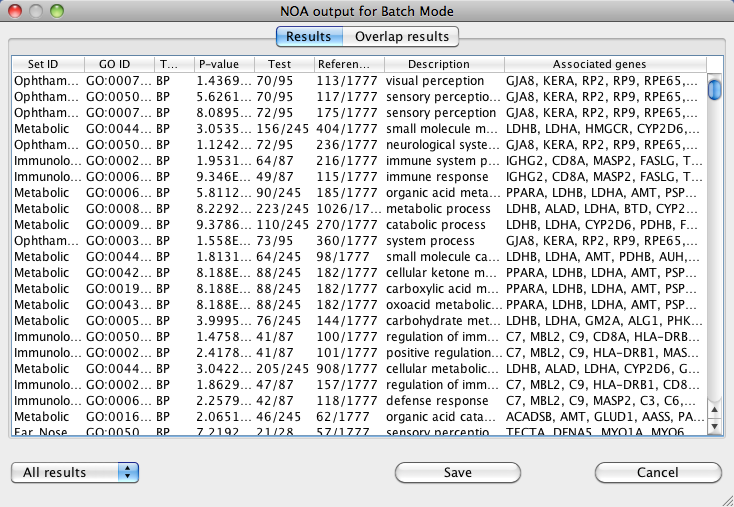 NOA output for Batch Mode
Results Overlap results
Set ID GO ID T... P-value Test Referen... Description Associated genes
Ophtham... GO:0007... BP 1.4369... 70/95 113/1777 visual perception GJA8, KERA, RP2, RP9, RPE65,...
Ophtham... GO:0050... BP 5.6261... 70/95 117/1777 sensory perceptio... GJA8, KERA, RP2, RP9, RPE65,...
Ophtham... GO:0007... BP 8.0895... 72/95 175/1777 sensory perception GJA8, KERA, RP2, RP9, RPE65,...
Metabolic GO:0044... BP 3.0535... 156/245 404/1777 small molecule m... LDHB, LDHA, HMGCR, CYP2D6,...
Ophtham... GO:0050... BP 1.1242... 72/95 236/1777 neurological syste... GJA8, KERA, RP2, RP9, RPE65,...
Immunolo... GO:0002... BP 1.9531... 64/87 216/1777 immune system p... IGHG2, CD8A, MASP2, FASLG, T...
Immunolo... GO:0006... BP 9.346E... 49/87 115/1777 immune response IGHG2, CD8A, MASP2, FASLG, T...
Metabolic GO:0006... BP 5.8112... 90/245 185/1777 organic acid meta... PPARA, LDHB, LDHA, AMT, PSP...
Metabolic GO:0008... BP 8.2292... 223/245 1026/17... metabolic process LDHB, ALAD, LDHA, BTD, CYP2...
Metabolic GO:0009... BP 9.3786... 110/245 270/1777 catabolic process LDHB, LDHA, CYP2D6, PDHB, F...
Ophtham... GO:0003... BP 1.558E... 73/95 360/1777 system process GJA8, KERA, RP2, RP9, RPE65,...
Metabolic GO:0044... BP 1.8131... 64/245 98/1777 small molecule ca... LDHB, LDHA, AMT, PDHB, AUH,...
Metabolic GO:0042... BP 8.188E... 88/245 182/1777 cellular ketone m... PPARA, LDHB, LDHA, AMT, PSP...
Metabolic GO:0019... BP 8.188E... 88/245 182/1777 carboxylic acid m... PPARA, LDHB, LDHA, AMT, PSP...
Metabolic GO:0043... BP 8.188E... 88/245 182/1777 oxoacid metabolic... PPARA, LDHB, LDHA, AMT, PSP...
Metabolic GO:0005... BP 3.9995... 76/245 144/1777 carbohydrate met... LDHB, LDHA, GM2A, ALG1, PHK...
Immunolo... GO:0050... BP 1.4758... 41/87 100/1777 regulation of imm... C7, MBL2, C9, CD8A, HLA-DRB...
Immunolo... GO:0002... BP 2.4178... 41/87 101/1777 positive regulation... C7, MBL2, C9, HLA-DRB1, MAS...
Metabolic GO:0044... BP 3.0422... 205/245 908/1777 cellular metabolic... LDHB, ALAD, LDHA, CYP2D6, G...
Immunolo... GO:0002... BP 1.8629... 47/87 157/1777 regulation of imm... C7, MBL2, C9, HLA-DRB1, CD8...
Immunolo... GO:0006... BP 2.2579... 42/87 118/1777 defense response C7, MBL2, C9, MASP2, C3, C6,...
Metabolic GO:0016... BP 2.0651... 46/245 62/1777 organic acid cata... ACADSB, AMT, GLUD1, AASS, PA...
Ear, Nose... GO:0050... BP 7.2192... 21/28 57/1777 sensory perceptio... TECTA, DFNA5, MYO1A, MYO6...
All results Save Cancel